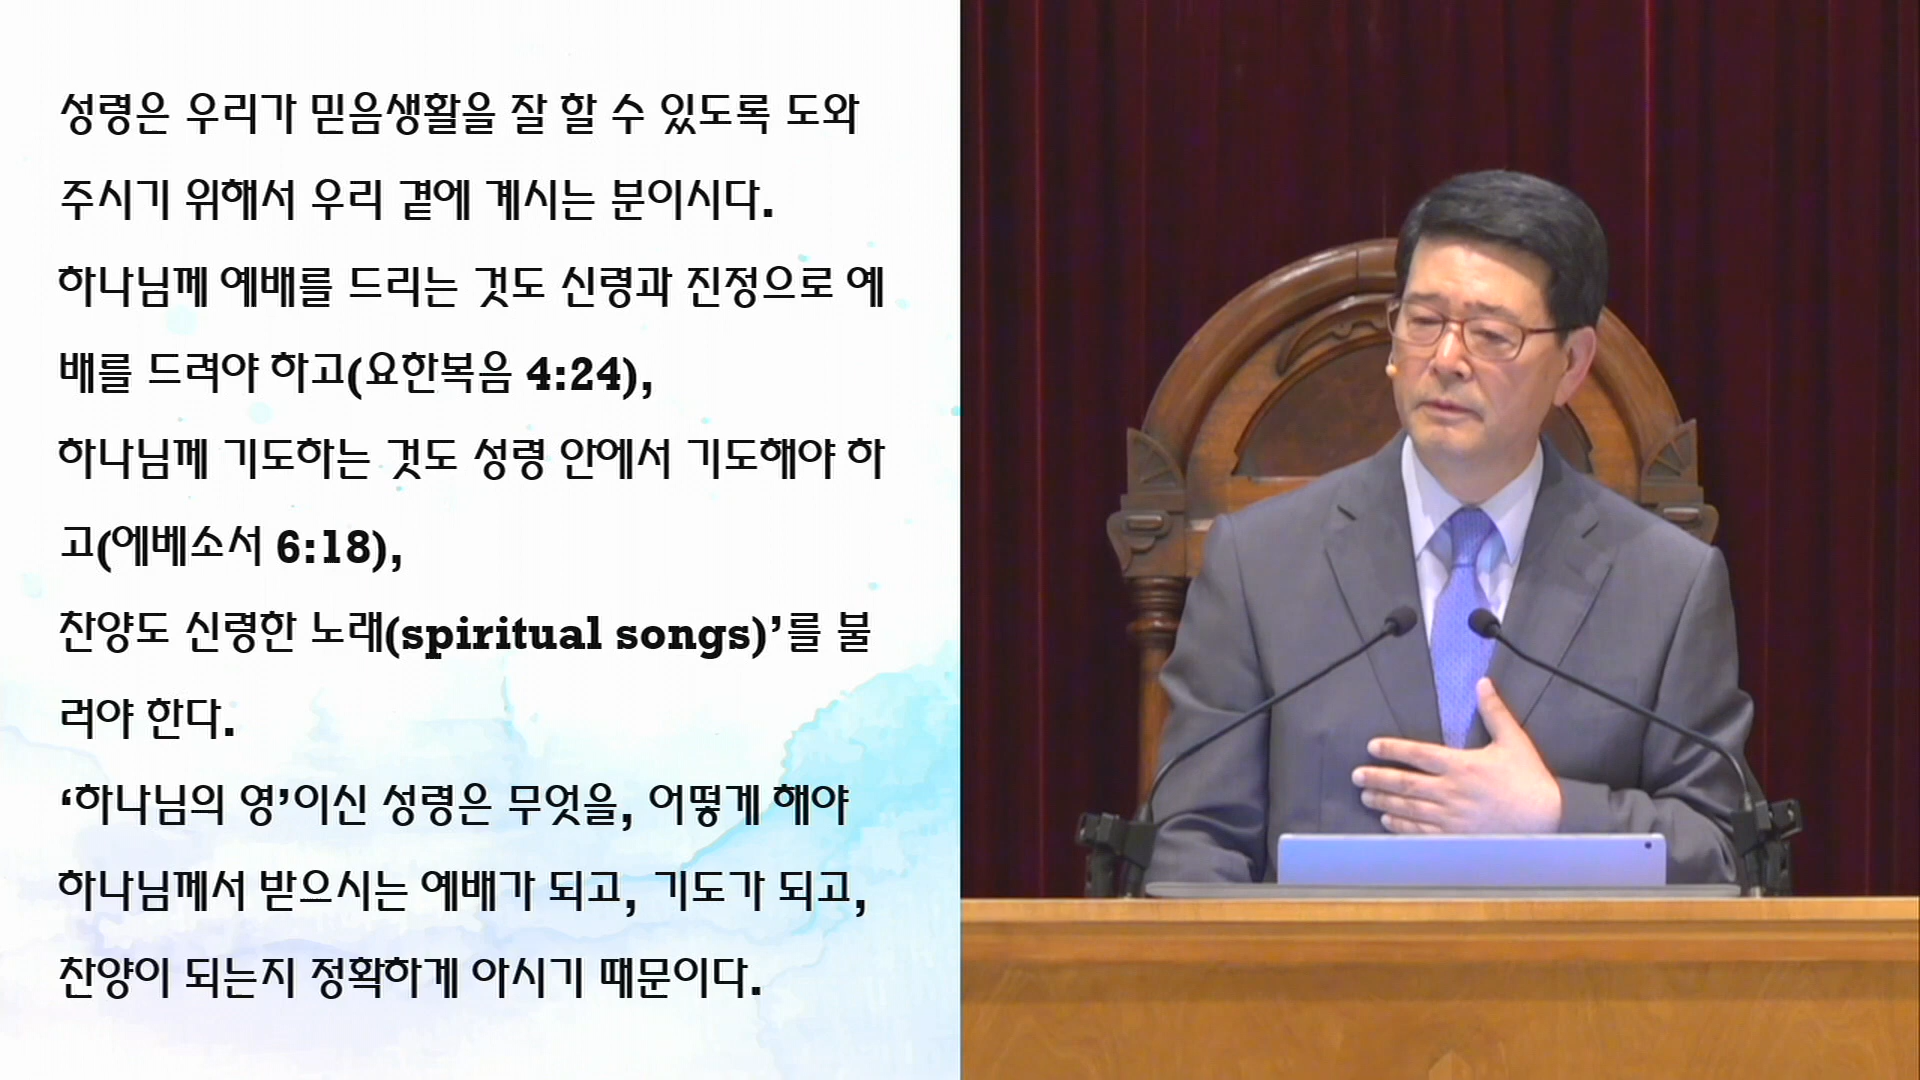 성령은 우리가 믿음생활을 잘 할 수 있도록 도와
주시기 위해서 우리 곁에 계시는 분이시다.
하나님께 예배를 드리는 것도 신령과 진정으로 예
배를 드려야 하고(요한복음 4:24),
하나님께 기도하는 것도 성령 안에서 기도해야 하
고(에베소서 6:18),
찬양도 신령한 노래(spiritual songs)’를 불
러야 한다.
‘하나님의 영’이신 성령은 무엇을, 어떻게 해야
하나님께서 받으시는 예배가 되고, 기도가 되고,
찬양이 되는지 정확하게 아시기 때문이다.